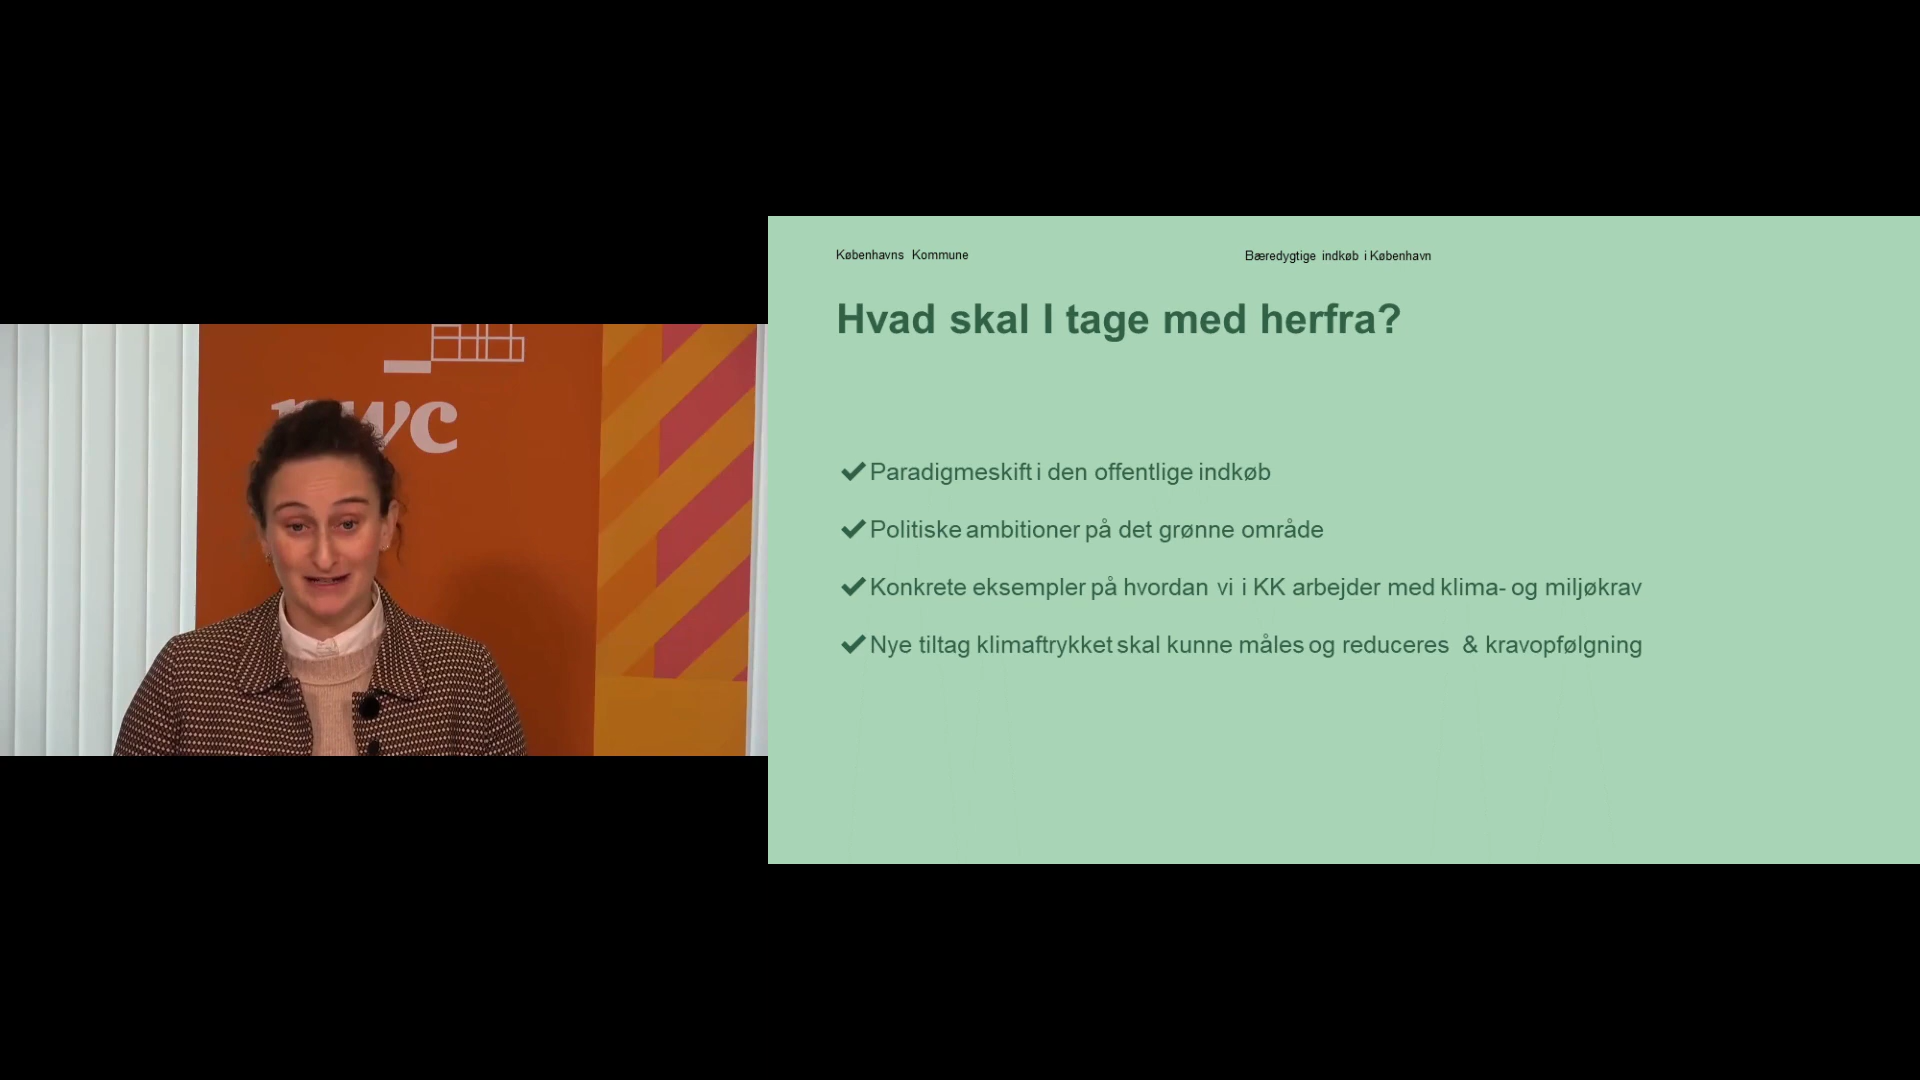 pwc
Københavns Kommune
Bæredygtige indkøb i København
Hvad skal I tage med herfra?
Paradigmeskift i den offentlige indkøb
Politiske ambitioner på det grønne område
Konkrete eksempler på hvordan vi i KK arbejder med klima- og miljøkrav
Nye tiltag klimaftrykket skal kunne måles og reduceres & kravopfølgning